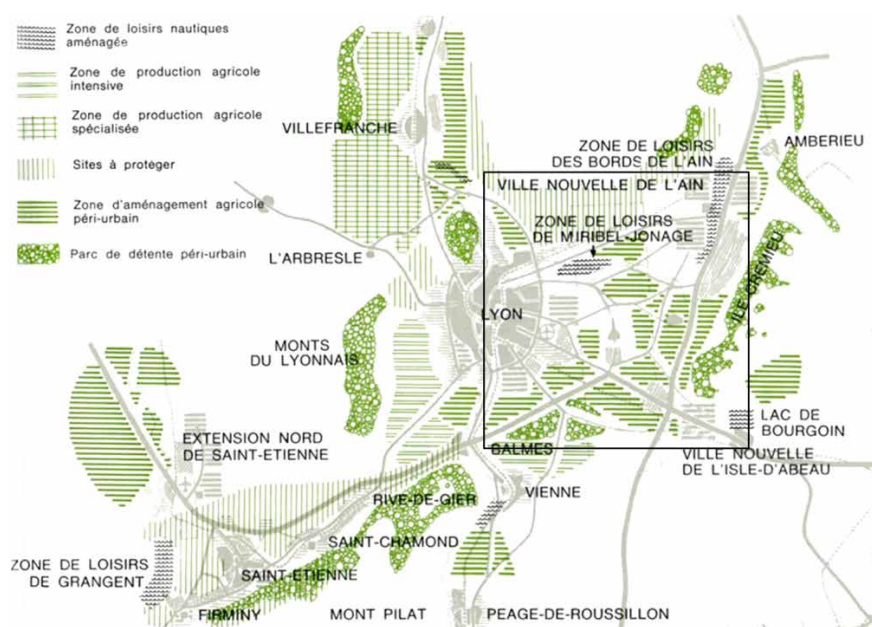 Zone de loisirs nautiques
aménagée
Zone de production agricole
intensive
Zone de production agricole
spécialisée
Sites à protéger
Zone d'aménagement agricole
péri-urbain
Parc de détente péri-urbain
VILLEFRANCHE
ZONE DE LOISIRS
DES BORDS DE L'AIN
AMBERIEU
VILLE NOUVELLE DE L'AIN
ZONE DE LOISIRS
DE MIRIBEL-JONAGE
L'ARBRESLE
ILE CREMIEU
LYON
MONTS
DU LYONNAIS
LAC DE
BOURGOIN
EXTENSION NORD
DE SAINT-ETIENNE
BALMES
VILLE NOUVELLE
DE L'ISLE-D'ABEAU
RIVE-DE-GIER
VIENNE
SAINT-CHAMOND
ZONE DE LOISIRS
DE GRANGENT
SAINT-ETIENNE
FIRMINY
MONT PILAT
PEAGE-DE-ROUSSILLON